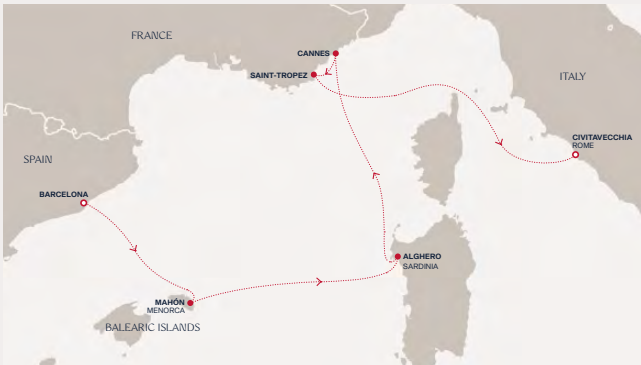 FRANCE
CANNES
SAINT-TROPEZ
ITALY
CIVITAVECCHIA
ROME
SPAIN
BARCELONA
ALGHERO
SARDINIA
MAHÓN
MENORCA
BALEARIC ISLANDS